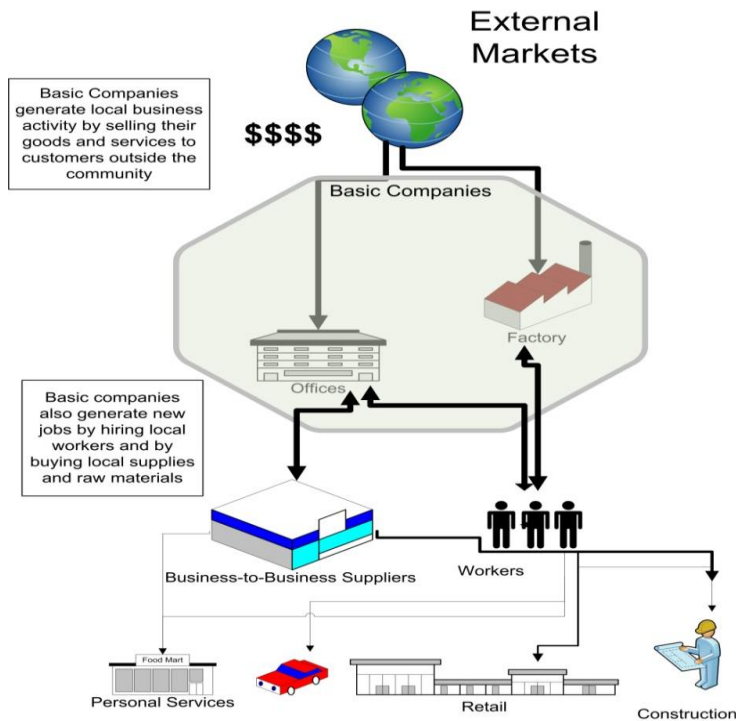 External
Markets
Basic Companies
generate local business
activity by selling their
goods and services to
customers outside the
community
$$$$
Basic Companies
Factory
Offices
Basic companies
also generate new
jobs by hiring local
workers and by
buying local supplies
and raw materials
Business-to-Business Suppliers
Workers
Food Mart
Personal Services
Retail
Construction